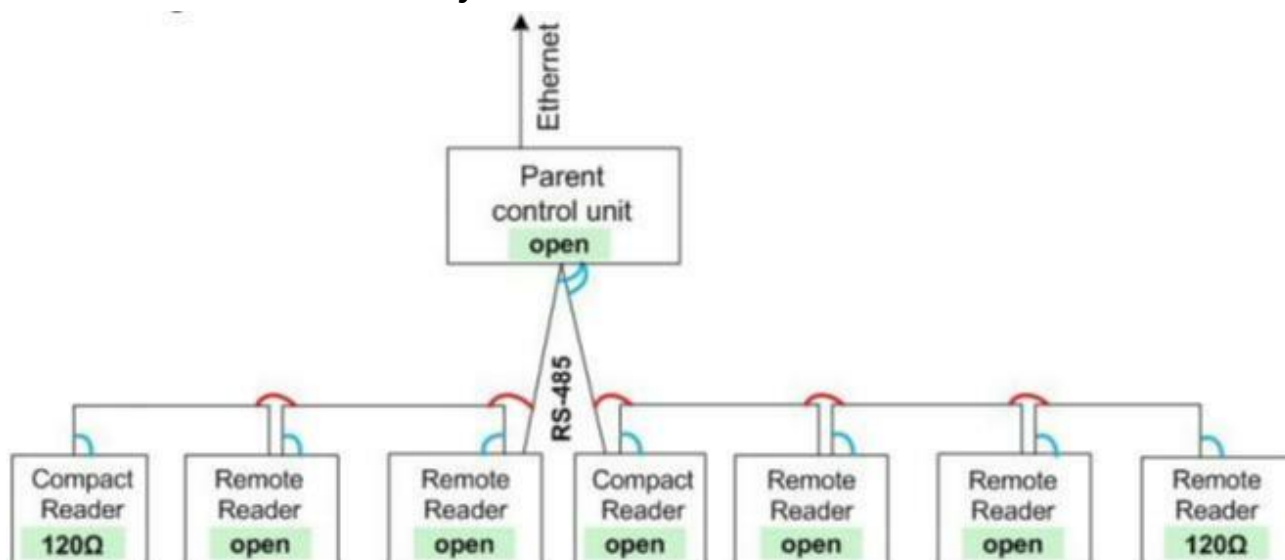 Ethernet
Parent
control unit
open
RS-485
Compact
Reader
120Ω
Remote
Reader
open
Remote
Reader
open
Compact
Reader
open
Remote
Reader
open
Remote
Reader
open
Remote
Reader
120Ω